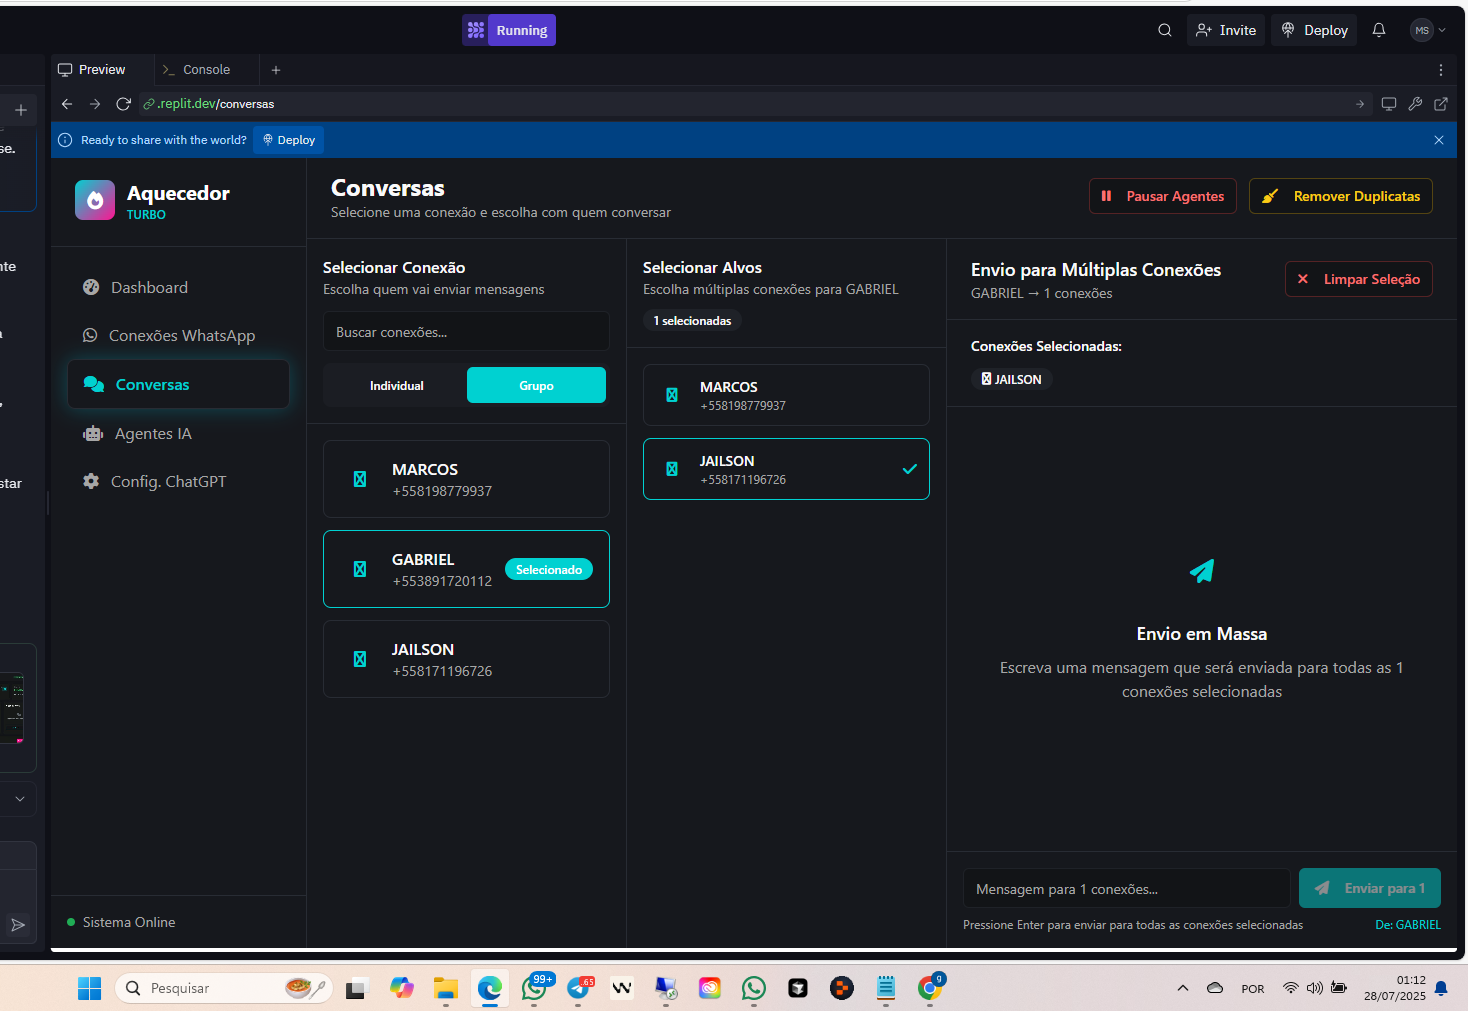 Running
Invite
Deploy
MS
Preview
Console
.replit.dev/conversas
Ready to share with the world?
Deploy
se.
nte
star
Aquecedor
TURBO
Dashboard
Conexões WhatsApp
Conversas
Agentes IA
Config. ChatGPT
Sistema Online
Conversas
Selecione uma conexão e escolha com quem conversar
Pausar Agentes
Remover Duplicatas
Selecionar Conexão
Escolha quem vai enviar mensagens
Buscar conexões...
Individual
Grupo
MARCOS
+558198779937
GABRIEL
+553891720112
Selecionado
JAILSON
+558171196726
Selecionar Alvos
Escolha múltiplas conexões para GABRIEL
1 selecionadas
MARCOS
+558198779937
JAILSON
+558171196726
Envio para Múltiplas Conexões
GABRIEL → 1 conexões
Limpar Seleção
Conexões Selecionadas:
JAILSON
Envio em Massa
Escreva uma mensagem que será enviada para todas as 1
conexões selecionadas
Mensagem para 1 conexões...
Enviar para 1
Pressione Enter para enviar para todas as conexões selecionadas
De: GABRIEL
Pesquisar
99+
.65
g
POR
01:12
28/07/2025